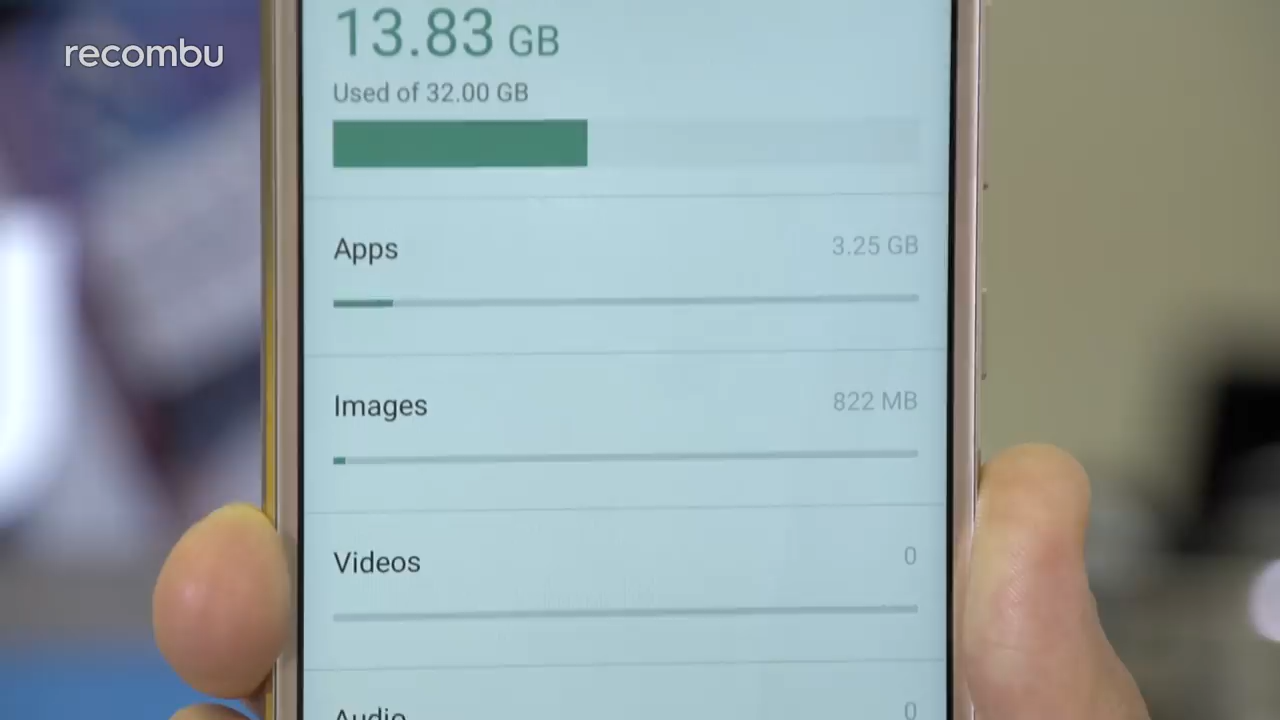 recombu
13.83 GB
Used of 32.00 GB
Apps 3.25 GB
Images 822 MB
Videos 0
Audio 0